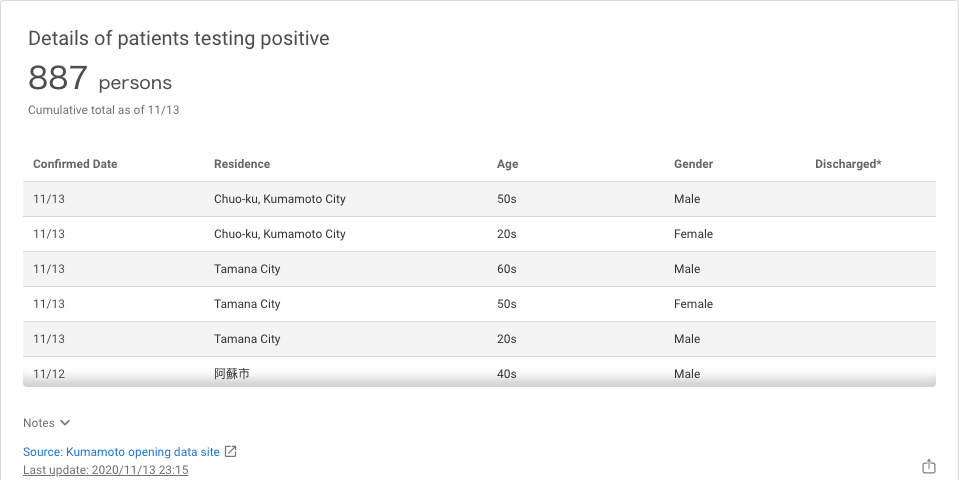 Details of patients testing positive
887 persons
Cumulative total as of 11/13
Confirmed Date Residence Age Gender Discharged*
11/13 Chuo-ku, Kumamoto City 50s Male
11/13 Chuo-ku, Kumamoto City 20s Female
11/13 Tamana City 60s Male
11/13 Tamana City 50s Female
11/13 Tamana City 20s Male
11/12 阿蘇市 40s Male
Notes
Source: Kumamoto opening data site
Last update: 2020/11/13 23:15